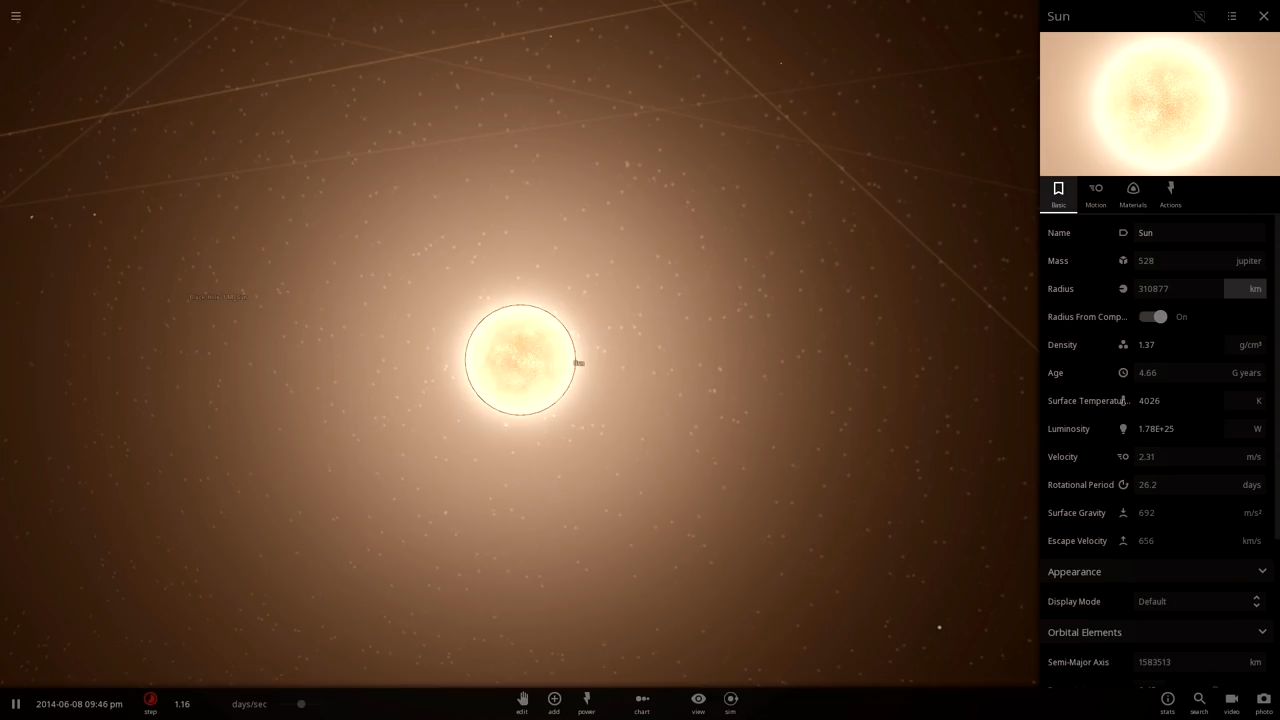 Sun
Basic
Motion
Materials
Actions
Name Sun
Mass 528 jupiter
Radius 310877 km
Radius From Comp... On
Density 1.37 g/cm³
Age 4.66 G years
Surface Temperatu... 4026 K
Luminosity 1.78E+25 W
Velocity 2.31 m/s
Rotational Period 26.2 days
Surface Gravity 692 m/s²
Escape Velocity 656 km/s
Appearance
Display Mode Default
Orbital Elements
Semi-Major Axis 1583513 km
Sun
2014-06-08 09:46 pm
step
1.16 days/sec
edit
add
power
chart
view
sim
stats
search
video
photo